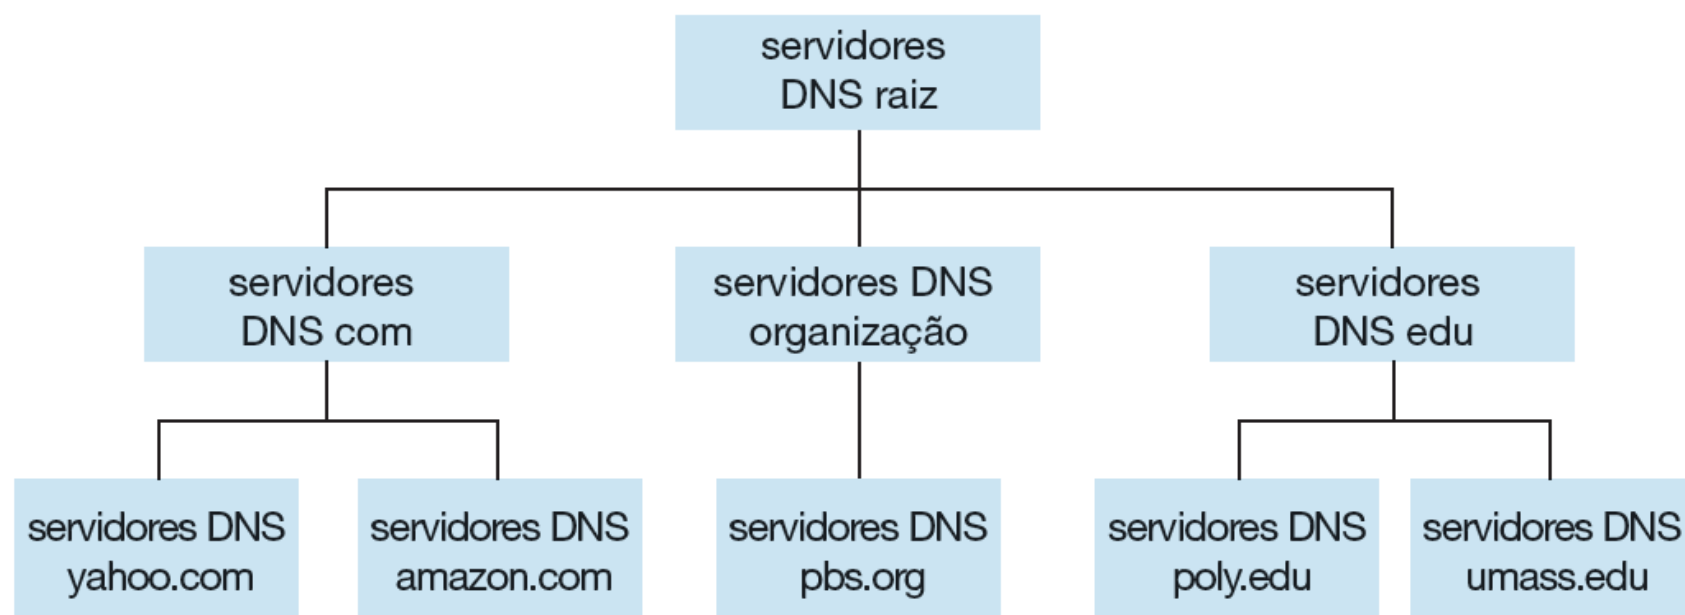 servidores
DNS raiz
servidores
DNS com
servidores DNS
organização
servidores
DNS edu
servidores DNS
yahoo.com
servidores DNS
amazon.com
servidores DNS
pbs.org
servidores DNS
poly.edu
servidores DNS
umass.edu